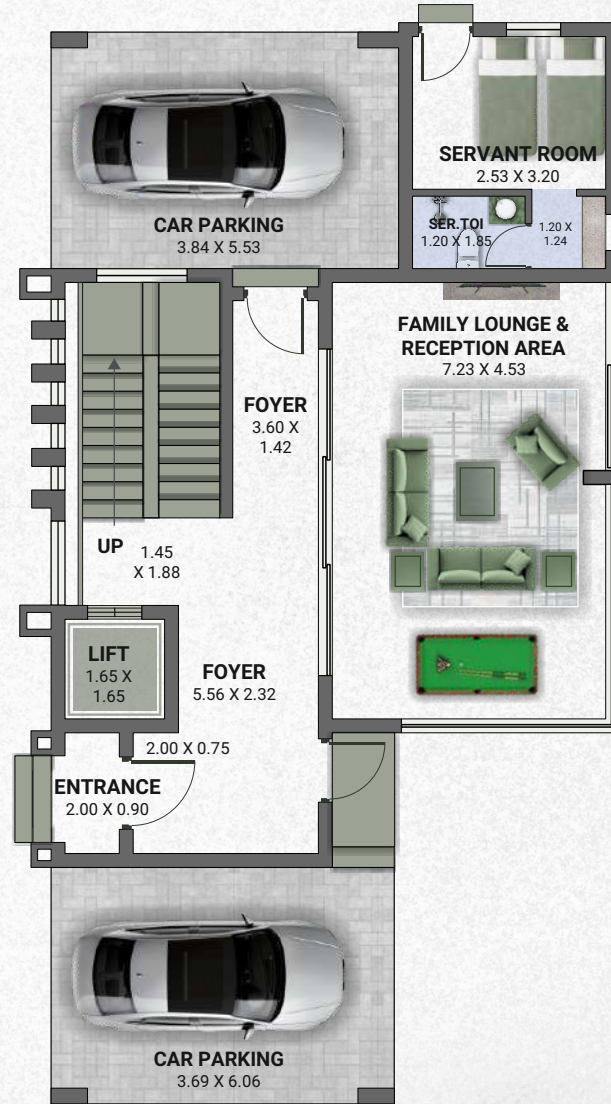 SERVANT ROOM
2.53 X 3.20
CAR PARKING
3.84 X 5.53
SER.TOI
1.20 X 1.85
1.20 X
1.24
FAMILY LOUNGE &
RECEPTION AREA
7.23 X 4.53
FOYER
3.60 X
1.42
UP
1.45
X 1.88
LIFT
1.65 X
1.65
FOYER
5.56 X 2.32
2.00 X 0.75
ENTRANCE
2.00 X 0.90
CAR PARKING
3.69 X 6.06